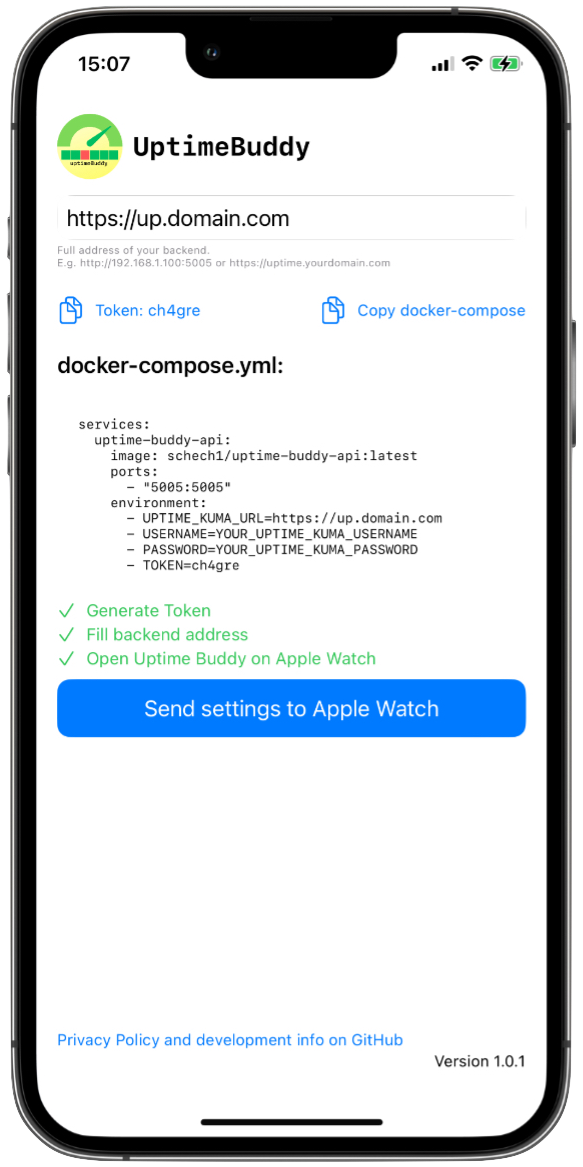 15:07
uptimeBuddy
UptimeBuddy
https://up.domain.com
Full address of your backend.
E.g. http://192.168.1.100:5005 or https://uptime.yourdomain.com
Token: ch4gre
Copy docker-compose
docker-compose.yml:
services:
  uptime-buddy-api:
    image: schech1/uptime-buddy-api:latest
    ports:
      - "5005:5005"
    environment:
      - UPTIME_KUMA_URL=https://up.domain.com
      - USERNAME=YOUR_UPTIME_KUMA_USERNAME
      - PASSWORD=YOUR_UPTIME_KUMA_PASSWORD
      - TOKEN=ch4gre
Generate Token
Fill backend address
Open Uptime Buddy on Apple Watch
Send settings to Apple Watch
Privacy Policy and development info on GitHub
Version 1.0.1